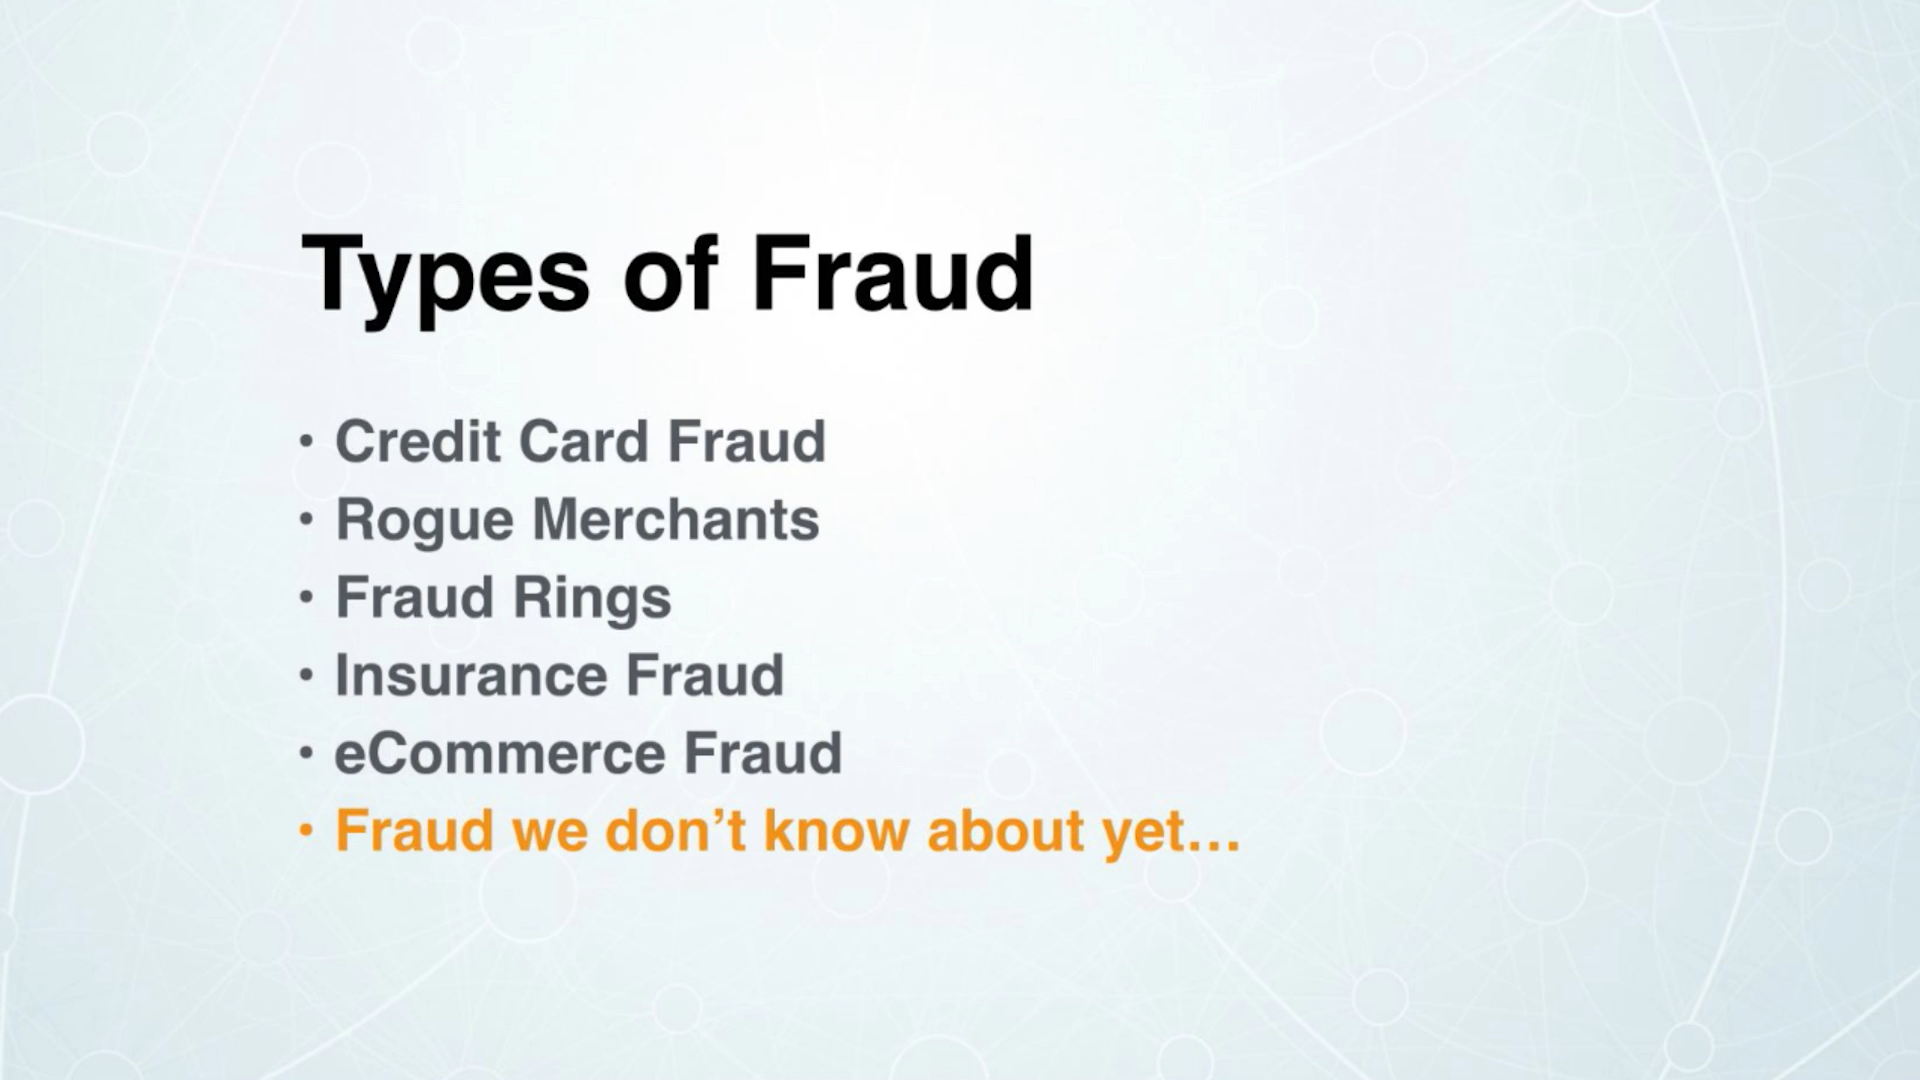 Types of Fraud
• Credit Card Fraud
• Rogue Merchants
• Fraud Rings
• Insurance Fraud
• eCommerce Fraud
• Fraud we don’t know about yet…